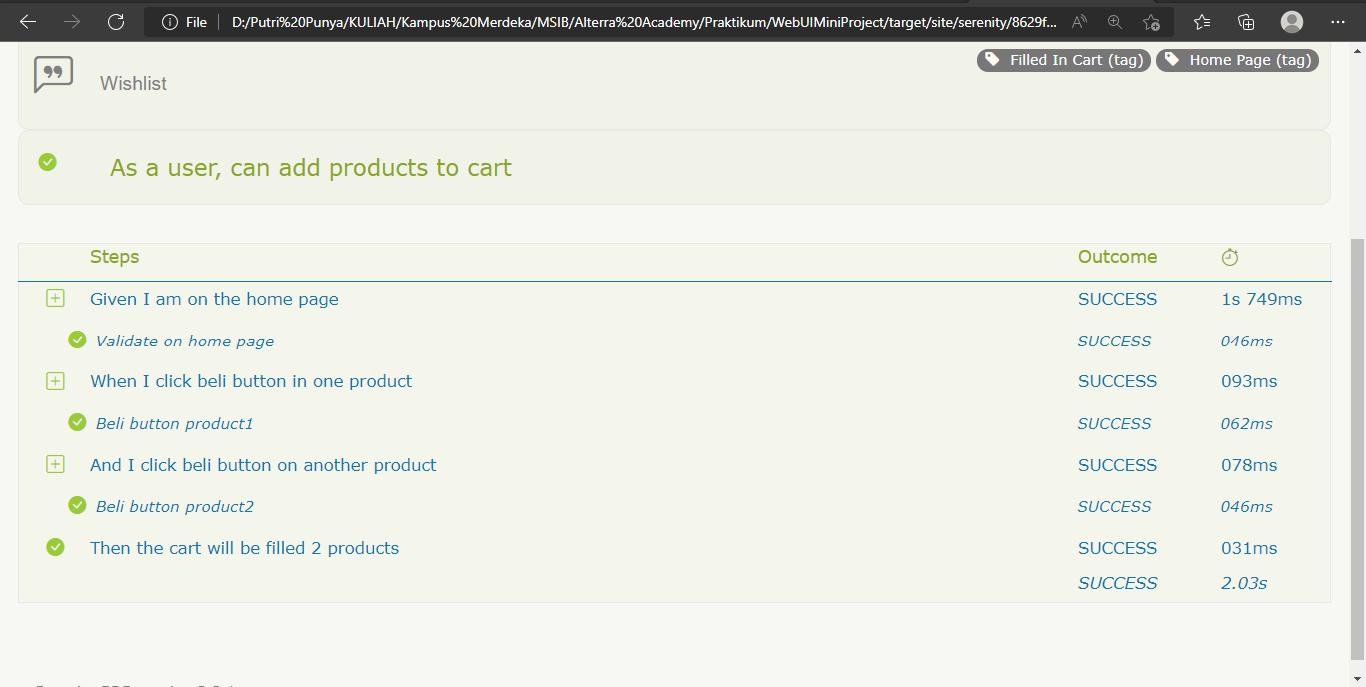 File D:/Putri%20Punya/KULIAH/Kampus%20Merdeka/MSIB/Alterra%20Academy/Praktikum/WebUIMiniProject/target/site/serenity/8629f...
Wishlist
Filled In Cart (tag) Home Page (tag)
As a user, can add products to cart
Steps Outcome
Given I am on the home page SUCCESS 1s 749ms
Validate on home page SUCCESS 046ms
When I click beli button in one product SUCCESS 093ms
Beli button product1 SUCCESS 062ms
And I click beli button on another product SUCCESS 078ms
Beli button product2 SUCCESS 046ms
Then the cart will be filled 2 products SUCCESS 031ms
SUCCESS 2.03s